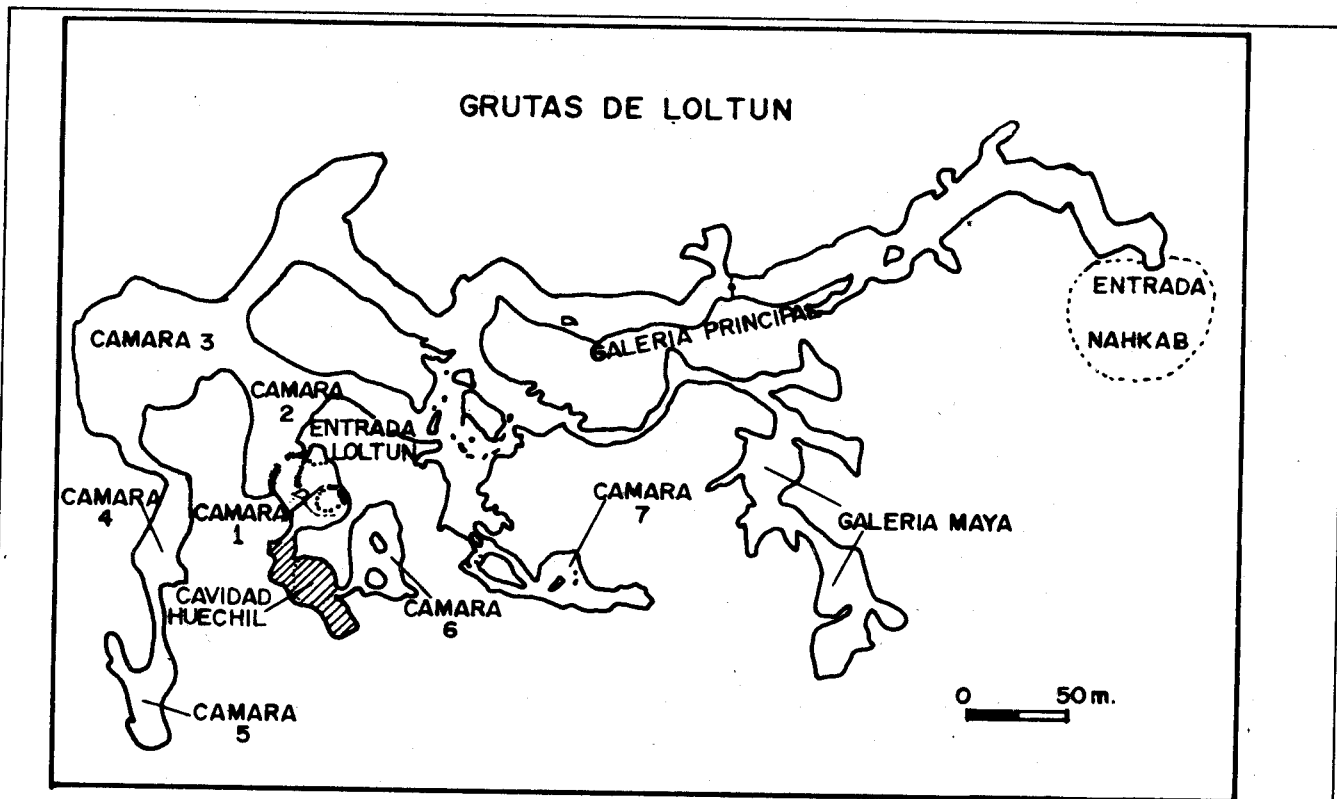 GRUTAS DE LOLTUN
ENTRADA
NAHKAB
GALERIA PRINCIPAL
CAMARA 3
CAMARA
2
ENTRADA
LOLTUN
CAMARA
4
CAMARA
1
CAMARA
7
GALERIA MAYA
CAVIDAD
HUECHIL
CAMARA
6
CAMARA
5
0 50 m.